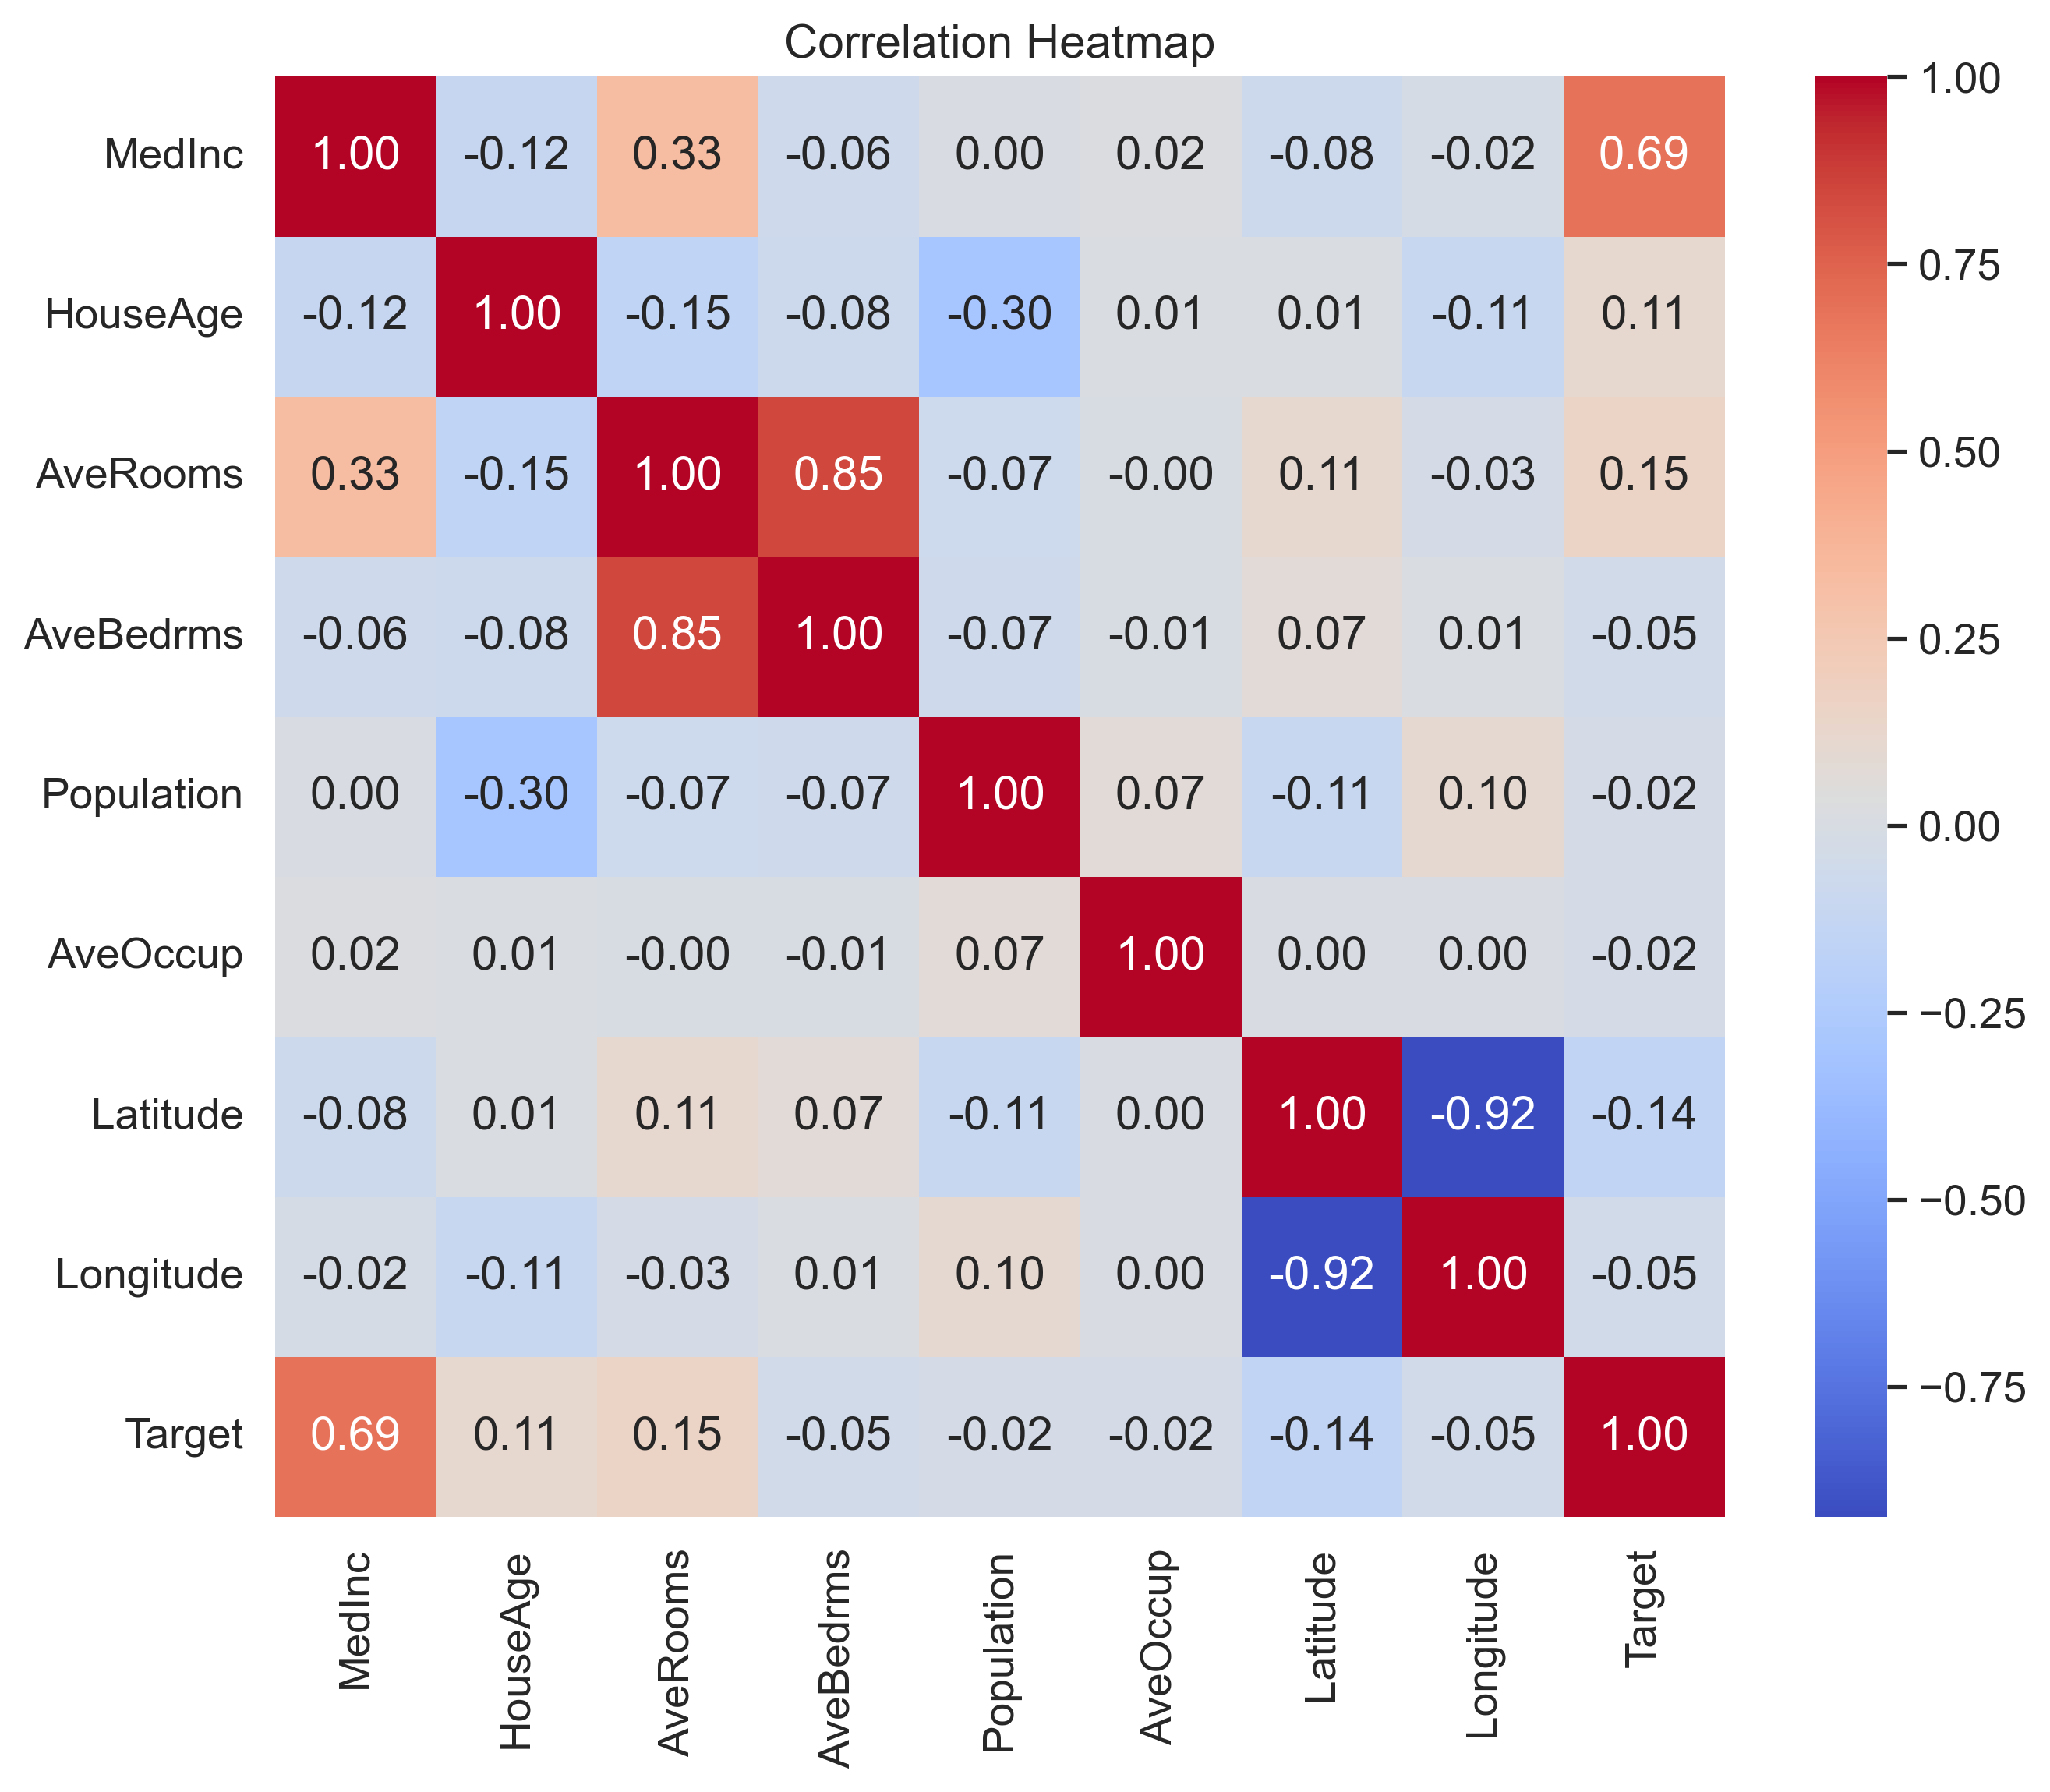 Correlation Heatmap
MedInc 1.00 -0.12 0.33 -0.06 0.00 0.02 -0.08 -0.02 0.69
HouseAge -0.12 1.00 -0.15 -0.08 -0.30 0.01 0.01 -0.11 0.11
AveRooms 0.33 -0.15 1.00 0.85 -0.07 -0.00 0.11 -0.03 0.15
AveBedrms -0.06 -0.08 0.85 1.00 -0.07 -0.01 0.07 0.01 -0.05
Population 0.00 -0.30 -0.07 -0.07 1.00 0.07 -0.11 0.10 -0.02
AveOccup 0.02 0.01 -0.00 -0.01 0.07 1.00 0.00 0.00 -0.02
Latitude -0.08 0.01 0.11 0.07 -0.11 0.00 1.00 -0.92 -0.14
Longitude -0.02 -0.11 -0.03 0.01 0.10 0.00 -0.92 1.00 -0.05
Target 0.69 0.11 0.15 -0.05 -0.02 -0.02 -0.14 -0.05 1.00
MedInc HouseAge AveRooms AveBedrms Population AveOccup Latitude Longitude Target
1.00
0.75
0.50
0.25
0.00
−0.25
−0.50
−0.75